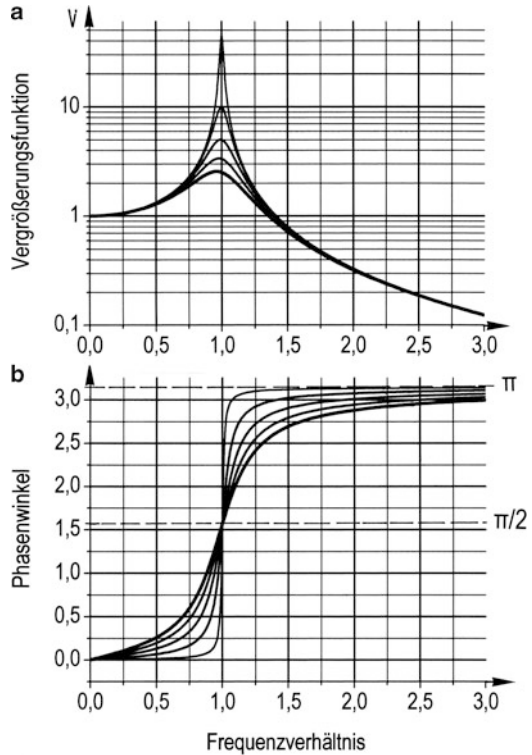 a
V
Vergrößerungsfunktion
10
1
0,1
0,0 0,5 1,0 1,5 2,0 2,5 3,0
b
π
3,0
2,5
2,0
π/2
1,5
1,0
0,5
0,0
Phasenwinkel
0,0 0,5 1,0 1,5 2,0 2,5 3,0
Frequenzverhältnis